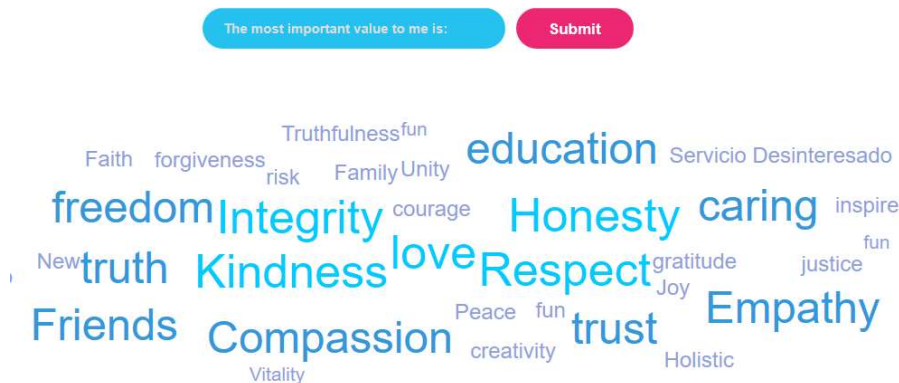 The most important value to me is:
Submit
Truthfulness fun
education
Faith forgiveness
Servicio Desinteresado
risk Family Unity
freedom Integrity courage Honesty caring inspire
fun
love
New truth Kindness Respect gratitude justice
Joy
Friends Compassion Peace fun trust Empathy
creativity
Holistic
Vitality